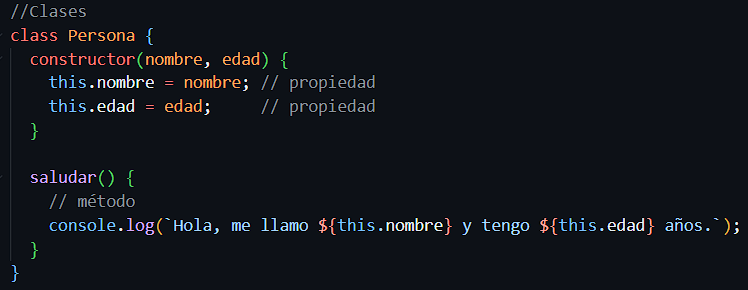 //Clases
class Persona {
  constructor(nombre, edad) {
    this.nombre = nombre; // propiedad
    this.edad = edad;     // propiedad
  }

  saludar() {
    // método
    console.log(`Hola, me llamo ${this.nombre} y tengo ${this.edad} años.`);
  }
}